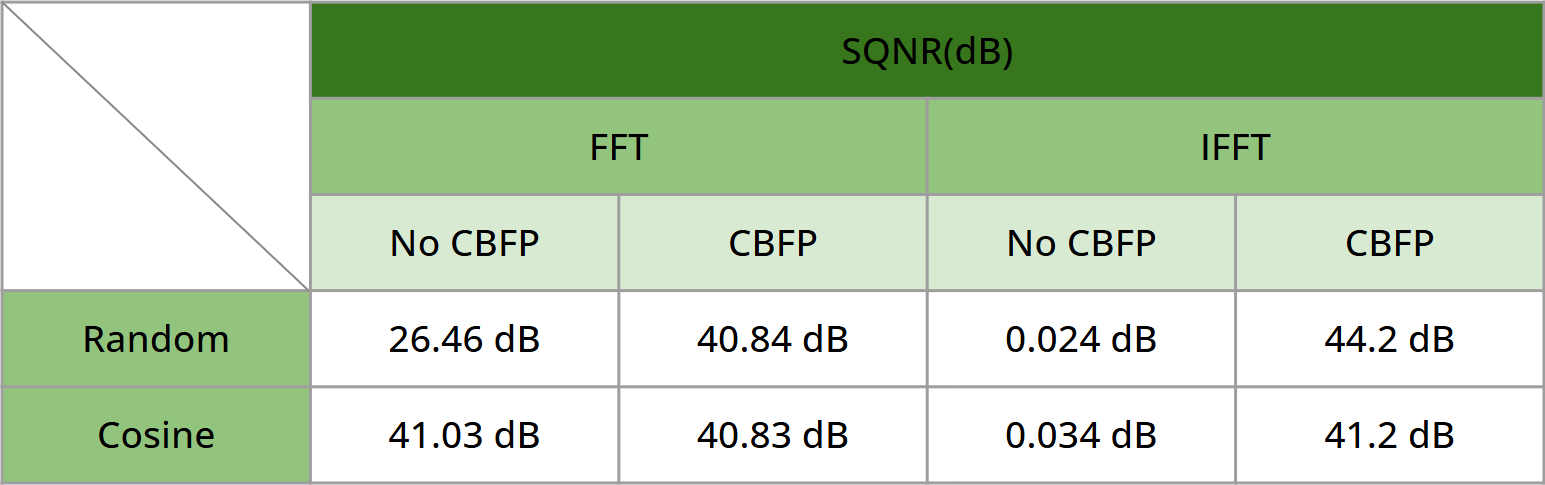 SQNR(dB)
FFT IFFT
No CBFP CBFP No CBFP CBFP
Random 26.46 dB 40.84 dB 0.024 dB 44.2 dB
Cosine 41.03 dB 40.83 dB 0.034 dB 41.2 dB